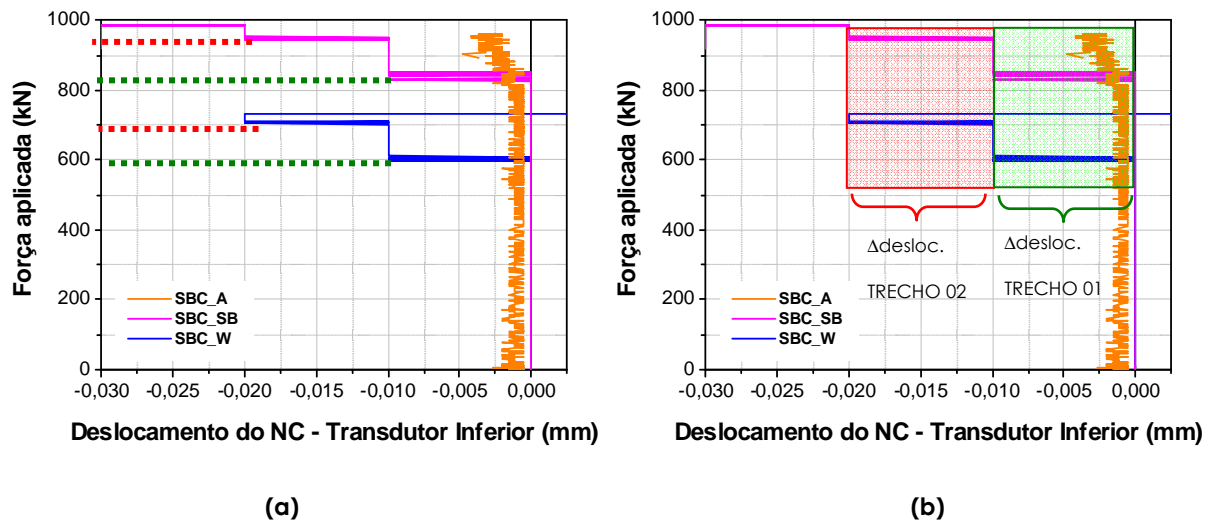 1000
800
600
400
200
0
Força aplicada (kN)
SBC_A
SBC_SB
SBC_W
-0,030 -0,025 -0,020 -0,015 -0,010 -0,005 0,000
Deslocamento do NC - Transdutor Inferior (mm)
(a)
1000
800
600
400
200
0
Força aplicada (kN)
Δdesloc.
TRECHO 02
Δdesloc.
TRECHO 01
SBC_A
SBC_SB
SBC_W
-0,030 -0,025 -0,020 -0,015 -0,010 -0,005 0,000
Deslocamento do NC - Transdutor Inferior (mm)
(b)